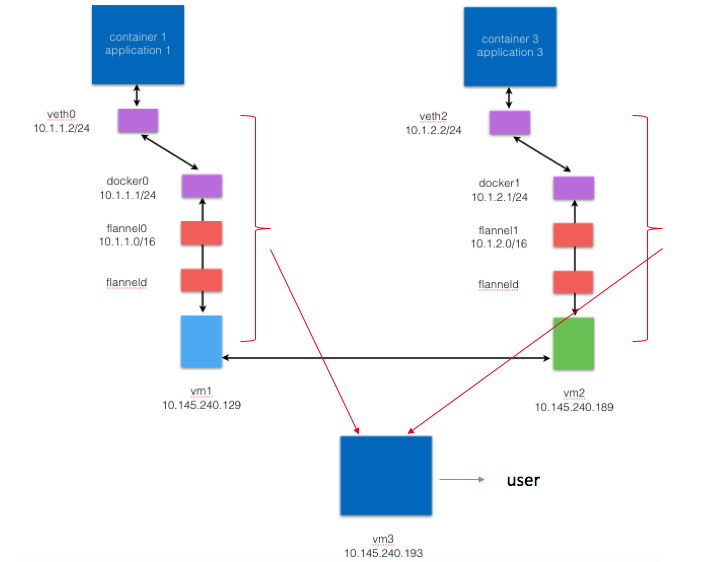 container 1
application 1
container 3
application 3
veth0
10.1.1.2/24
veth2
10.1.2.2/24
docker0
10.1.1.1/24
docker1
10.1.2.1/24
flannel0
10.1.1.0/16
flannel1
10.1.2.0/16
flanneld
flanneld
vm1
10.145.240.129
vm2
10.145.240.189
user
vm3
10.145.240.193